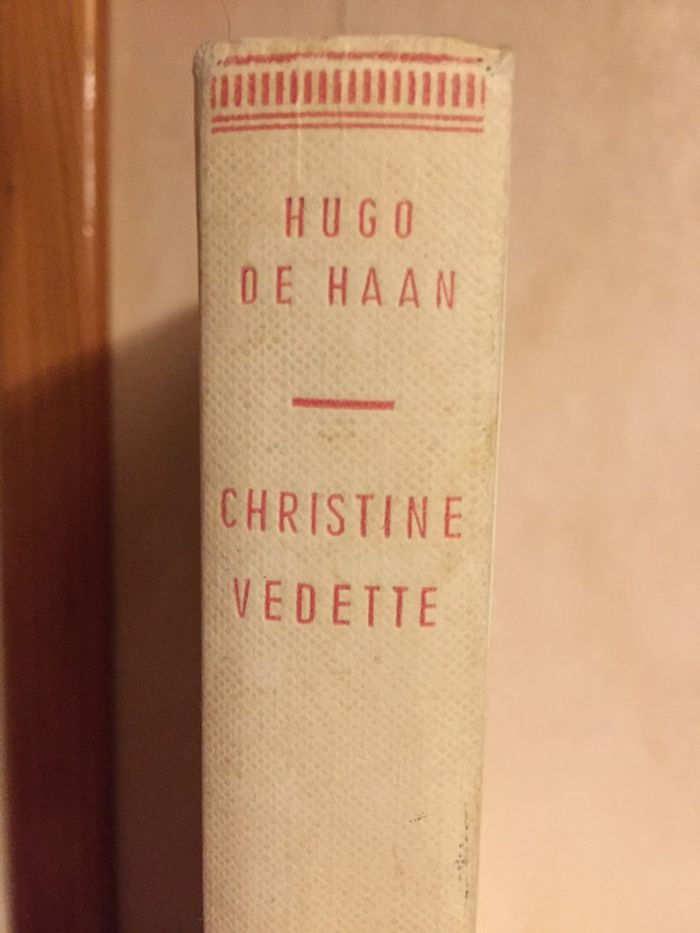 HUGO
DE HAAN
CHRISTINE
VEDETTE